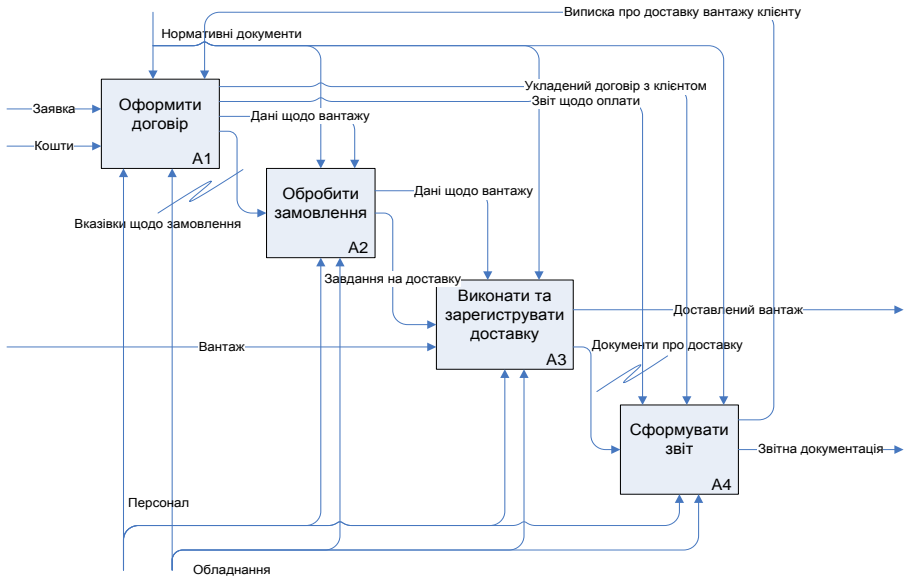 Виписка про доставку вантажу клієнту
Нормативні документи
Укладений договір з клієнтом
Звіт щодо оплати
Заявка
Оформити
договір
Дані щодо вантажу
Кошти
A1
Обробити
замовлення
Дані щодо вантажу
Вказівки щодо замовлення
A2
Завдання на доставку
Виконати та
зарегиструвати
доставку
Доставлений вантаж
Вантаж
Документи про доставку
A3
Сформувати
звіт
Звітна документація
A4
Персонал
Обладнання